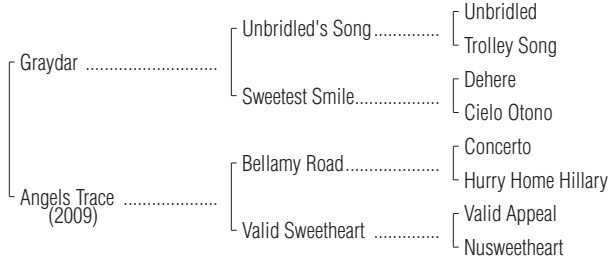 Unbridled
Unbridled's Song..............
Trolley Song
Graydar ...........................
Dehere
Sweetest Smile..................
Cielo Otono
Concerto
Bellamy Road....................
Hurry Home Hillary
Angels Trace ...................
(2009)
Valid Appeal
Valid Sweetheart ..............
Nusweetheart